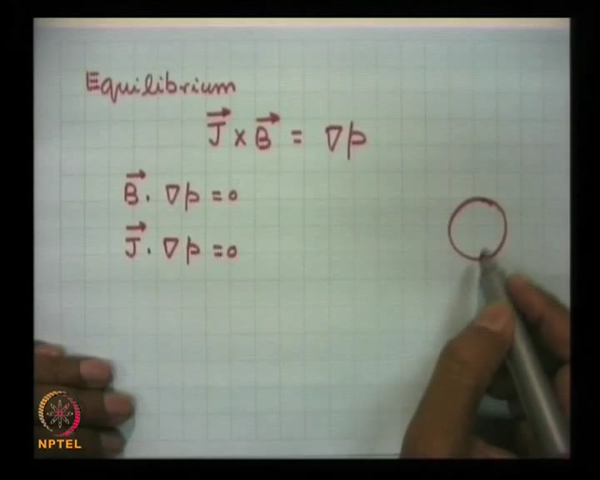 Equilibrium
J⃗ × B⃗ = ∇p
B⃗ . ∇p = 0
J⃗ . ∇p = 0
NPTEL